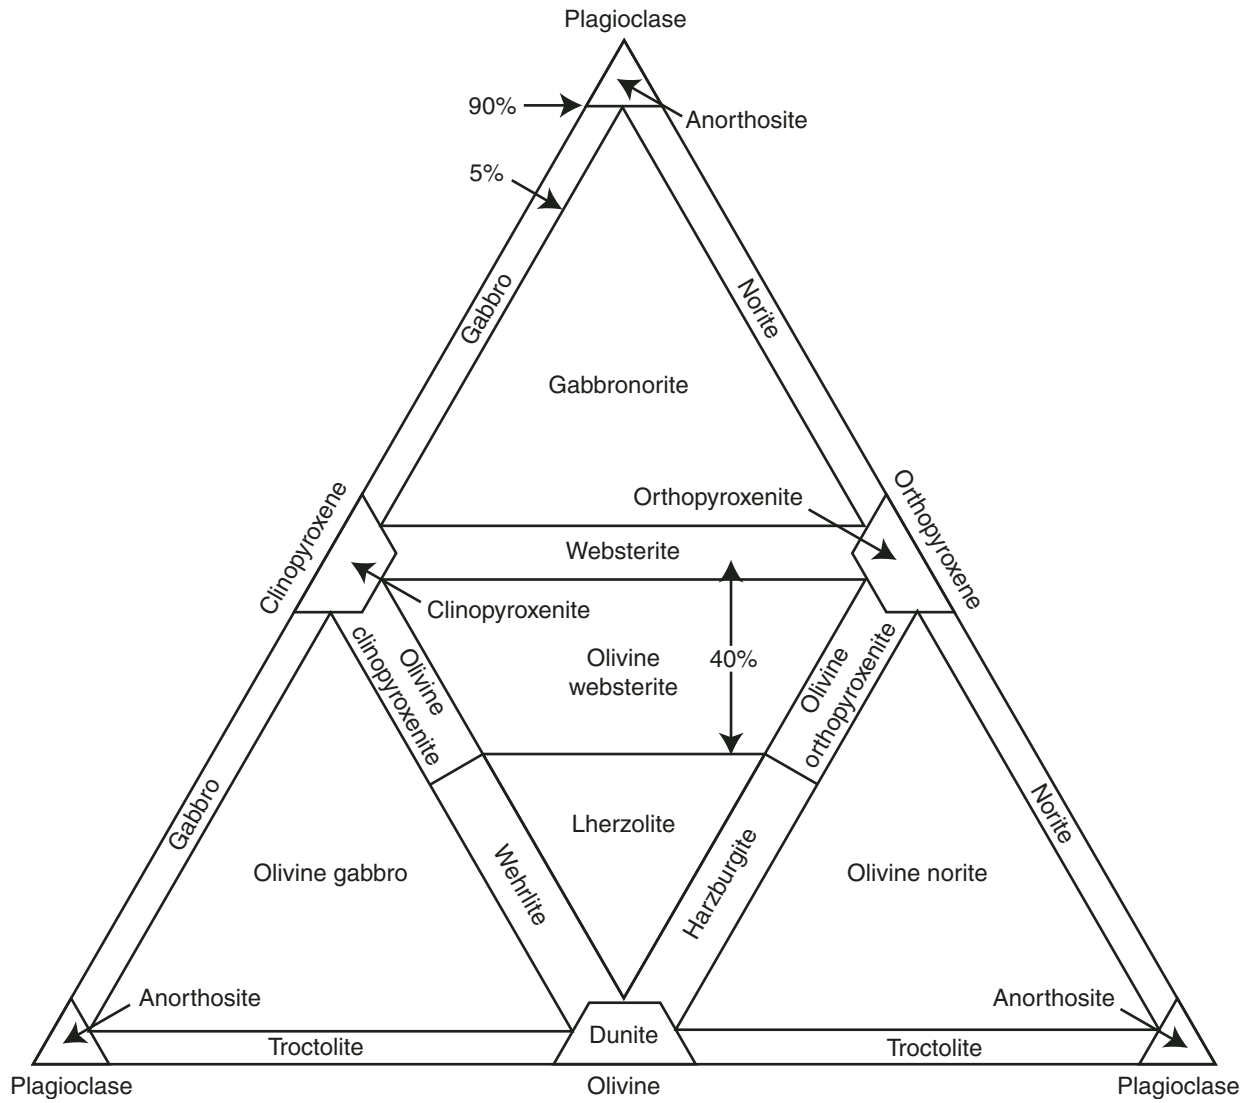 Plagioclase
90%
Anorthosite
5%
Gabbro
Norite
Gabbronorite
Clinopyroxene
Orthopyroxenite
Orthopyroxene
Websterite
Clinopyroxenite
Olivine
clinopyroxenite
Olivine
websterite
40%
Olivine
orthopyroxenite
Gabbro
Lherzolite
Norite
Olivine gabbro
Wehrlite
Harzburgite
Olivine norite
Anorthosite
Anorthosite
Troctolite
Dunite
Troctolite
Plagioclase
Olivine
Plagioclase